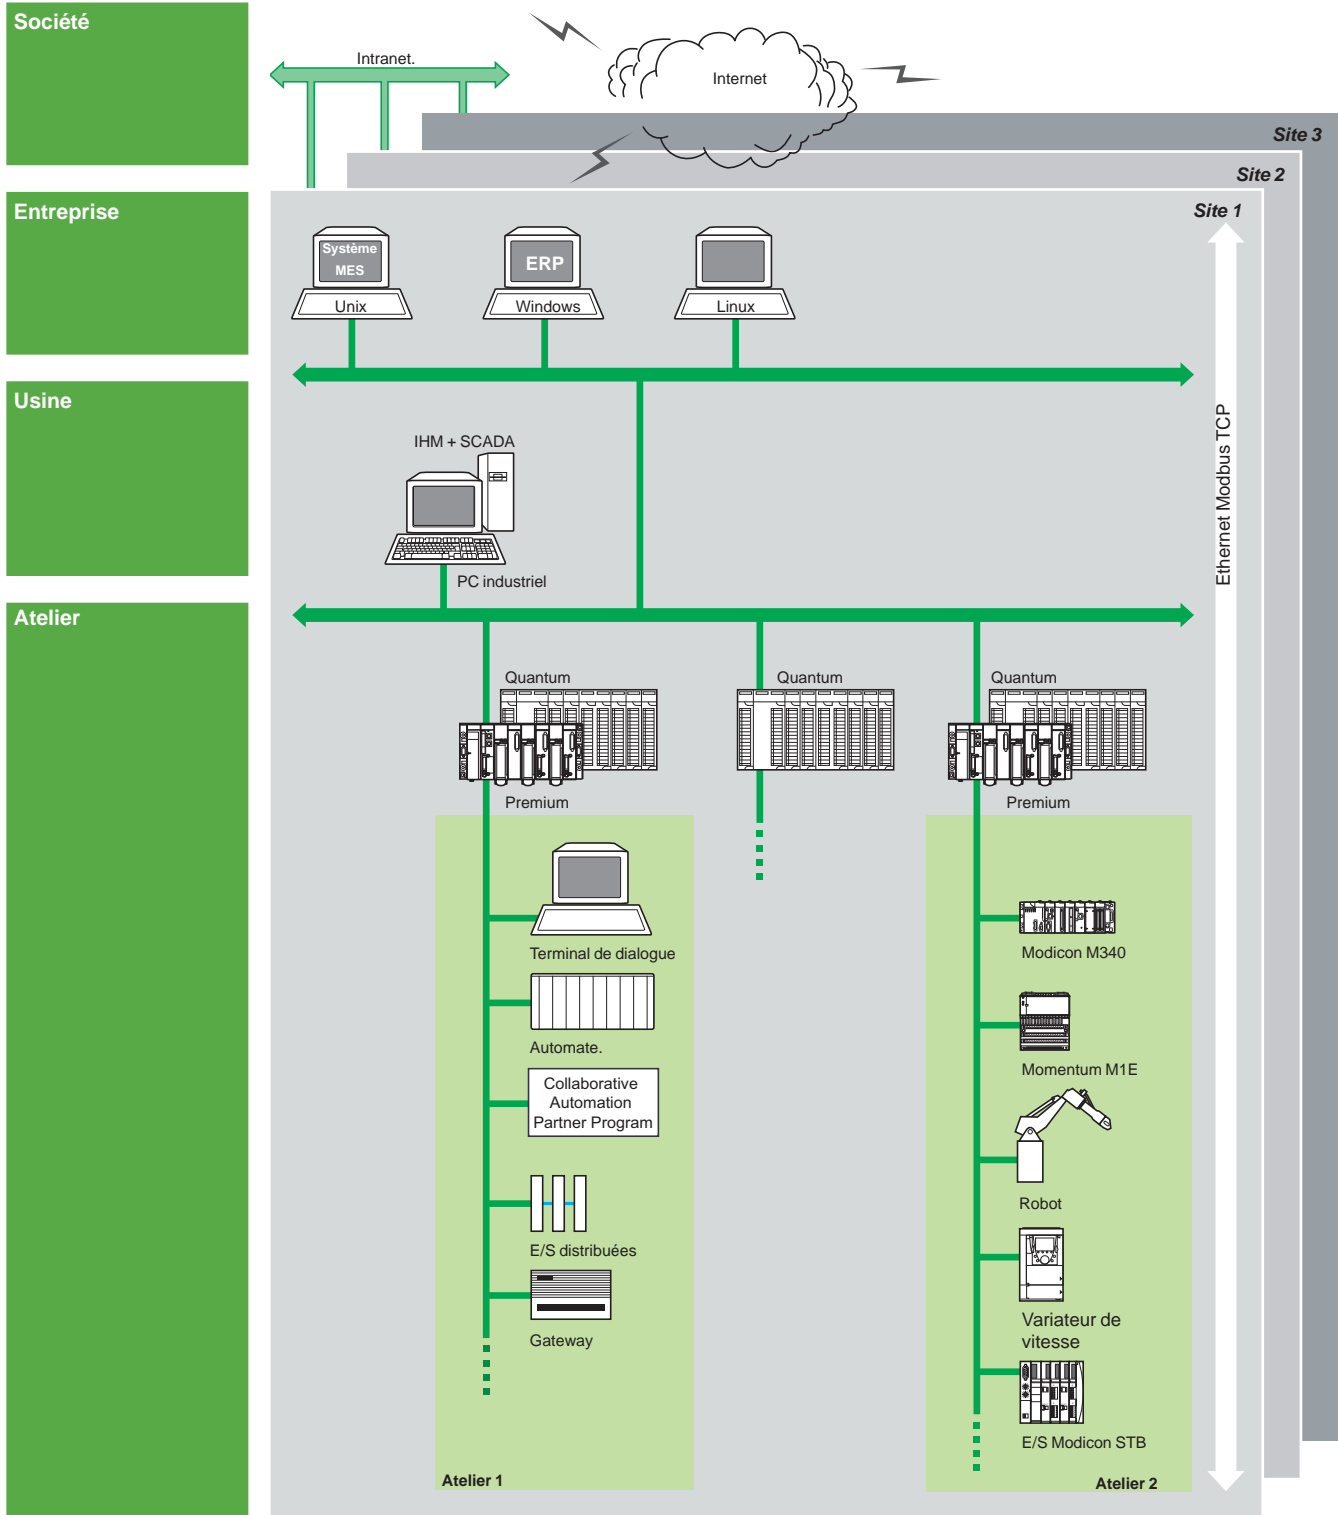 Société
Intranet.
Internet
Site 3
Site 2
Entreprise
Site 1
Système
MES
ERP
Unix
Windows
Linux
Usine
IHM + SCADA
PC industriel
Ethernet Modbus TCP
Atelier
Quantum
Quantum
Quantum
Premium
Premium
Terminal de dialogue
Automate.
Collaborative
Automation
Partner Program
E/S distribuées
Gateway
Atelier 1
Modicon M340
Momentum M1E
Robot
Variateur de
vitesse
E/S Modicon STB
Atelier 2